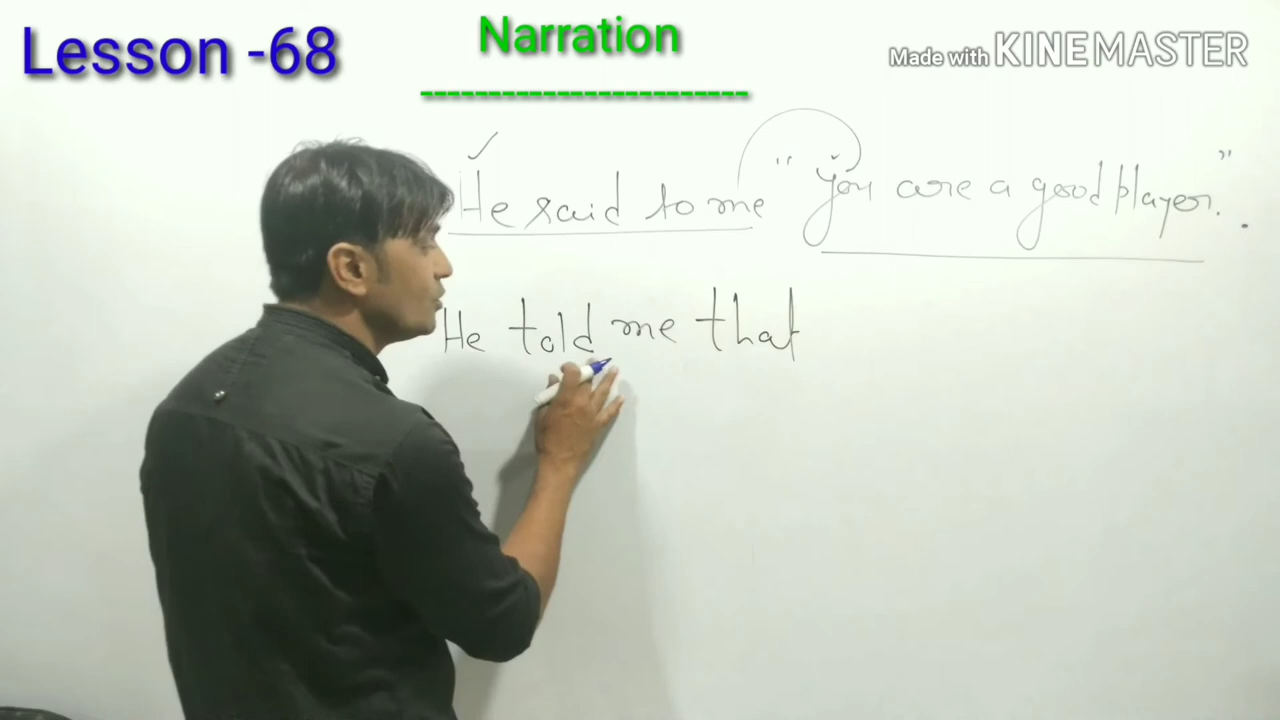 Lesson -68
Narration
Made with KINEMASTER
He said to me " you are a good player.".
He told me that